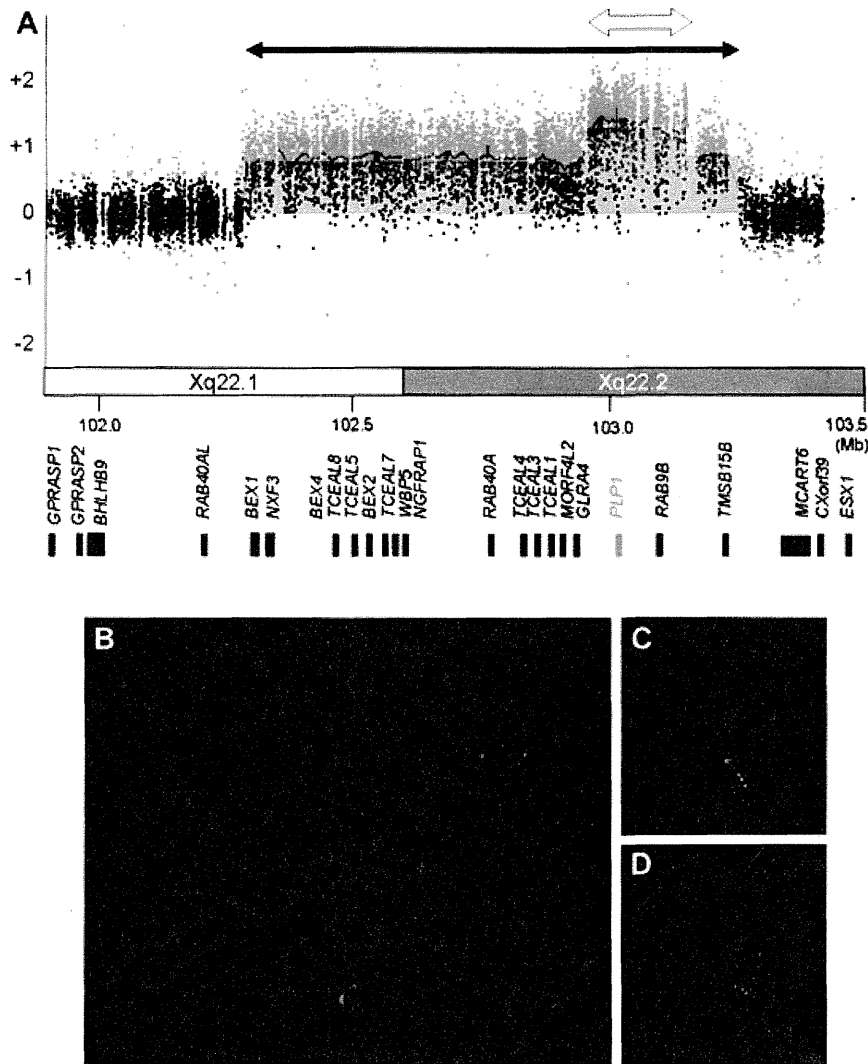 A
+2
+1
0
-1
-2
Xq22.1 Xq22.2
102.0 102.5 103.0 103.5
(Mb)
GPRASP1 GPRASP2 BHLHB9 RAB40AL BEX1 NXF3 BEX4 TCEAL8 TCEAL5 BEX2 TCEAL7 WBP5 NGFRAP1 RAB40A TCEAL4 TCEAL3 TCEAL1 MORF4L2 GLRA4 PLP1 RAB9B TMSB15B MCART6 CXorf39 ESX1
B
C
D